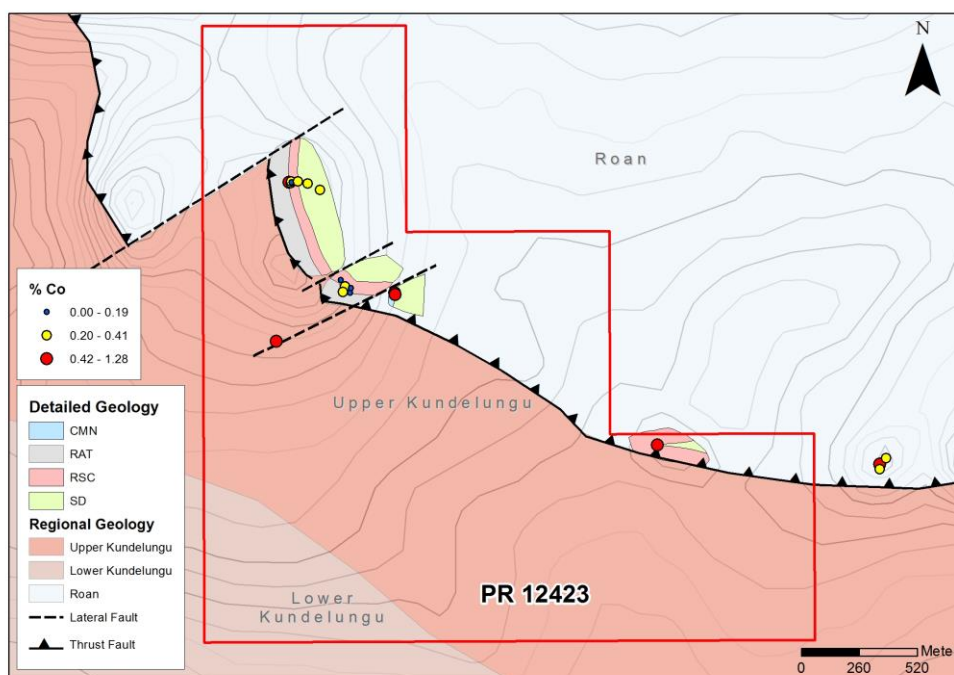 N
Roan
% Co
0.00 - 0.19
0.20 - 0.41
0.42 - 1.28
Upper Kundelungu
Detailed Geology
CMN
RAT
RSC
SD
Regional Geology
Upper Kundelungu
Lower Kundelungu
Roan
Lateral Fault
Thrust Fault
Lower
Kundelungu
PR 12423
Mete
0 260 520